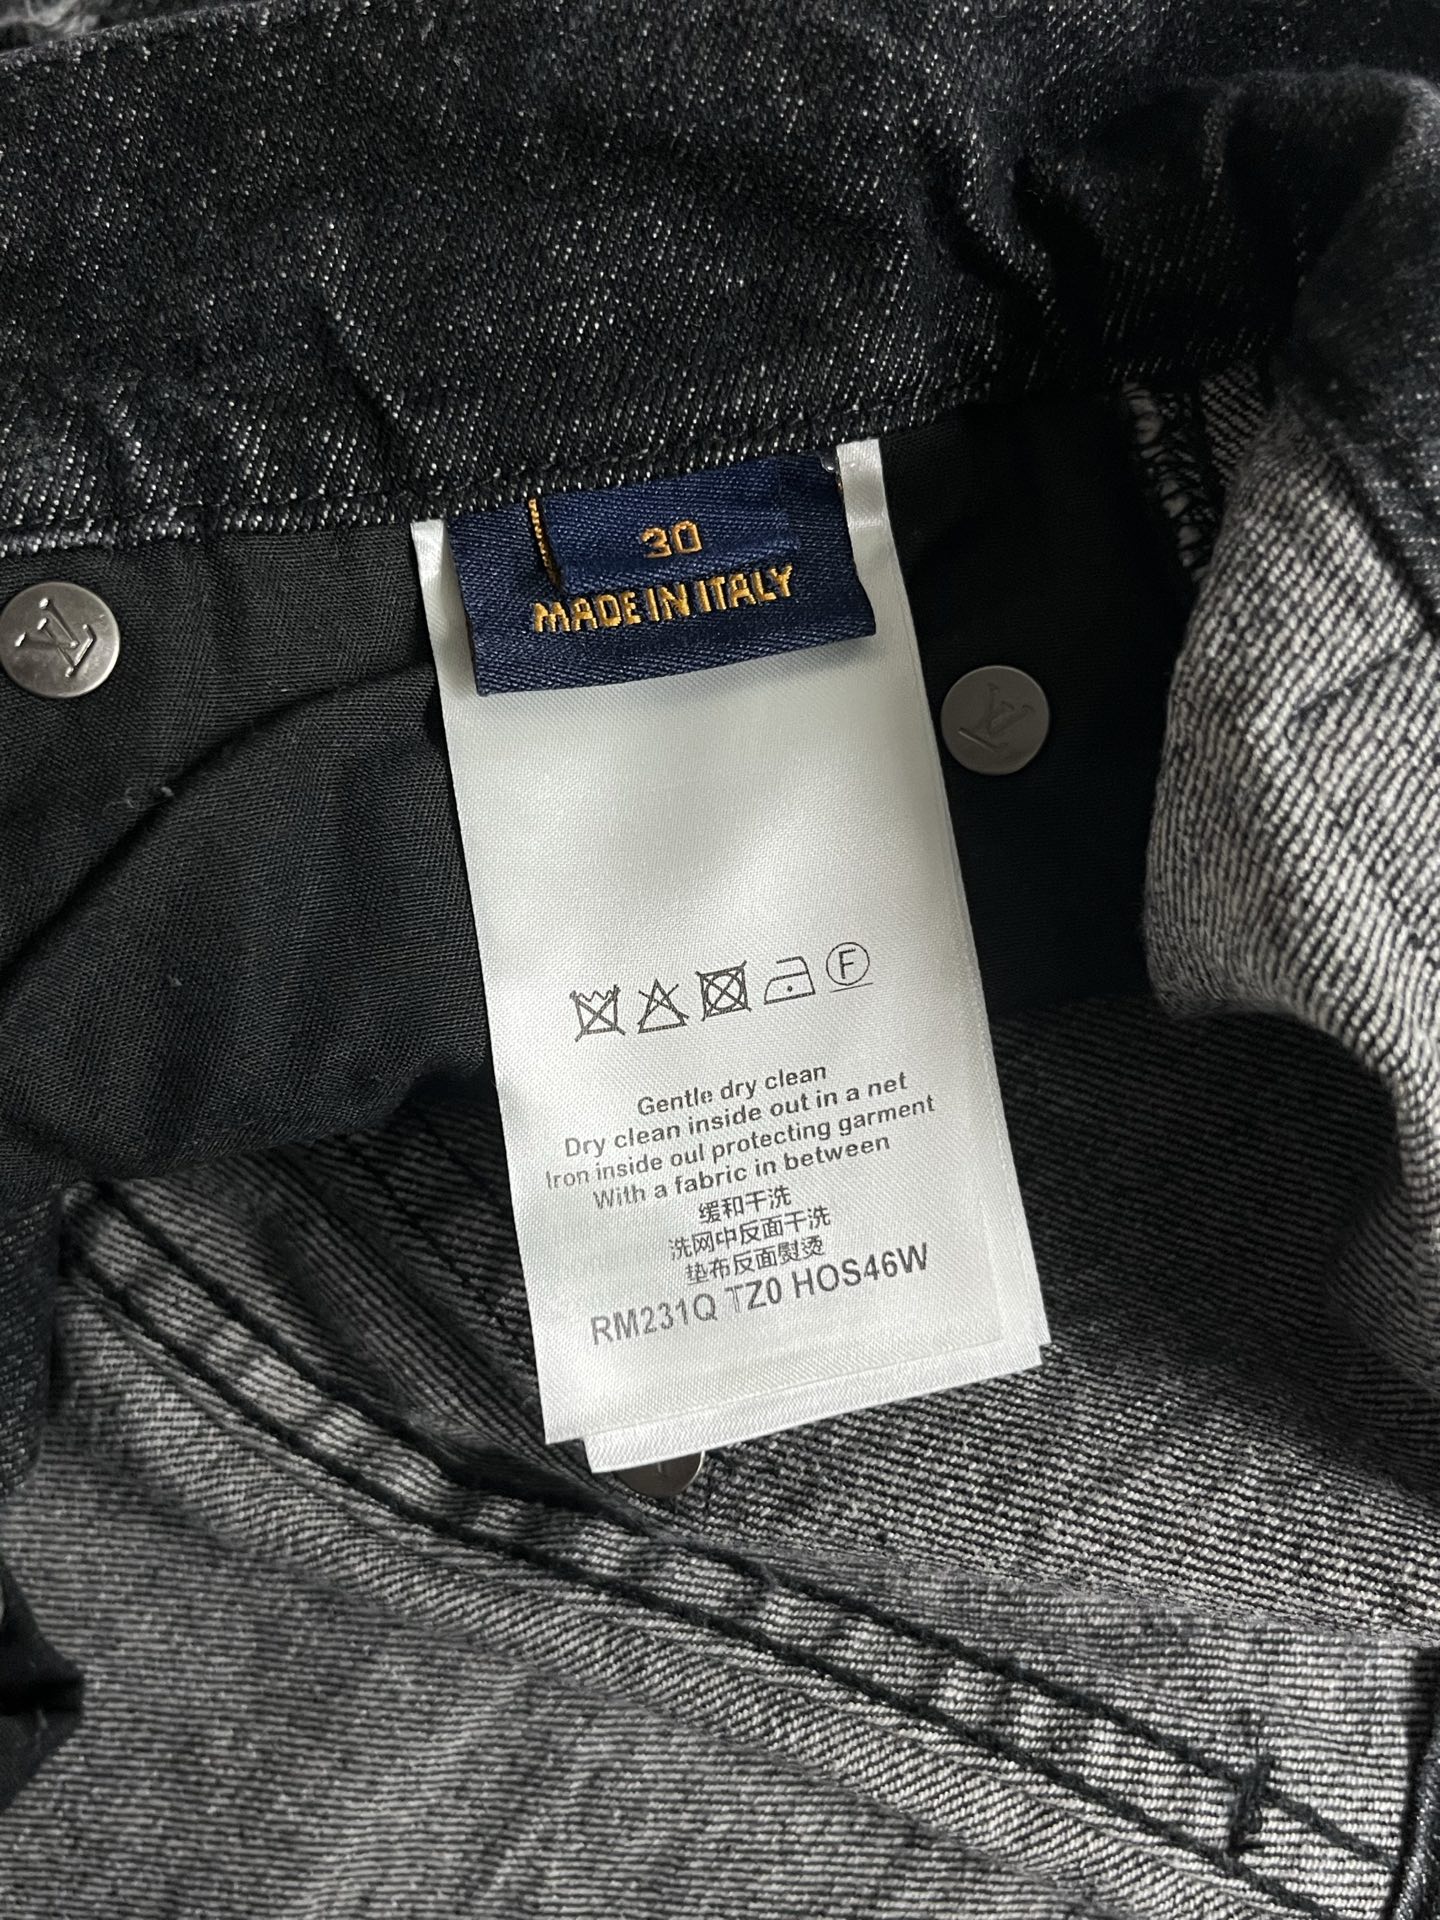 30
MADE IN ITALY
F
Gentle dry clean
Dry clean inside out in a net
Iron inside oul protecting garment
With a fabric in between
缓和干洗
洗网中反面干洗
垫布反面熨烫
RM231Q TZ0 HOS46W
LV
LV